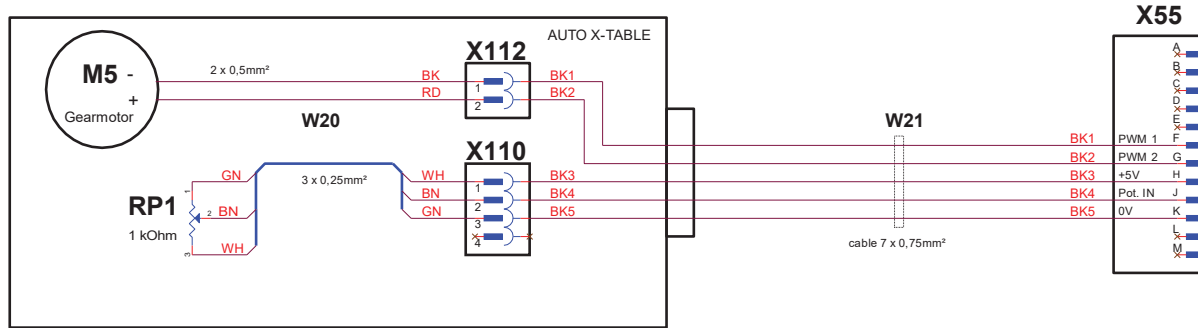 X55
AUTO X-TABLE
X112
A
B
C
D
E
M5 -
+
Gearmotor
2 x 0,5mm²
BK
1
BK1
RD
2
BK2
W20
W21
BK1 PWM 1 F
BK2 PWM 2 G
BK3 +5V H
BK4 Pot. IN J
BK5 0V K
L
M
X110
3 x 0,25mm²
GN
WH
1
BK3
BN
2
BK4
GN
3
BK5
4
RP1
1 kOhm
1
2 BN
3
WH
cable 7 x 0,75mm²